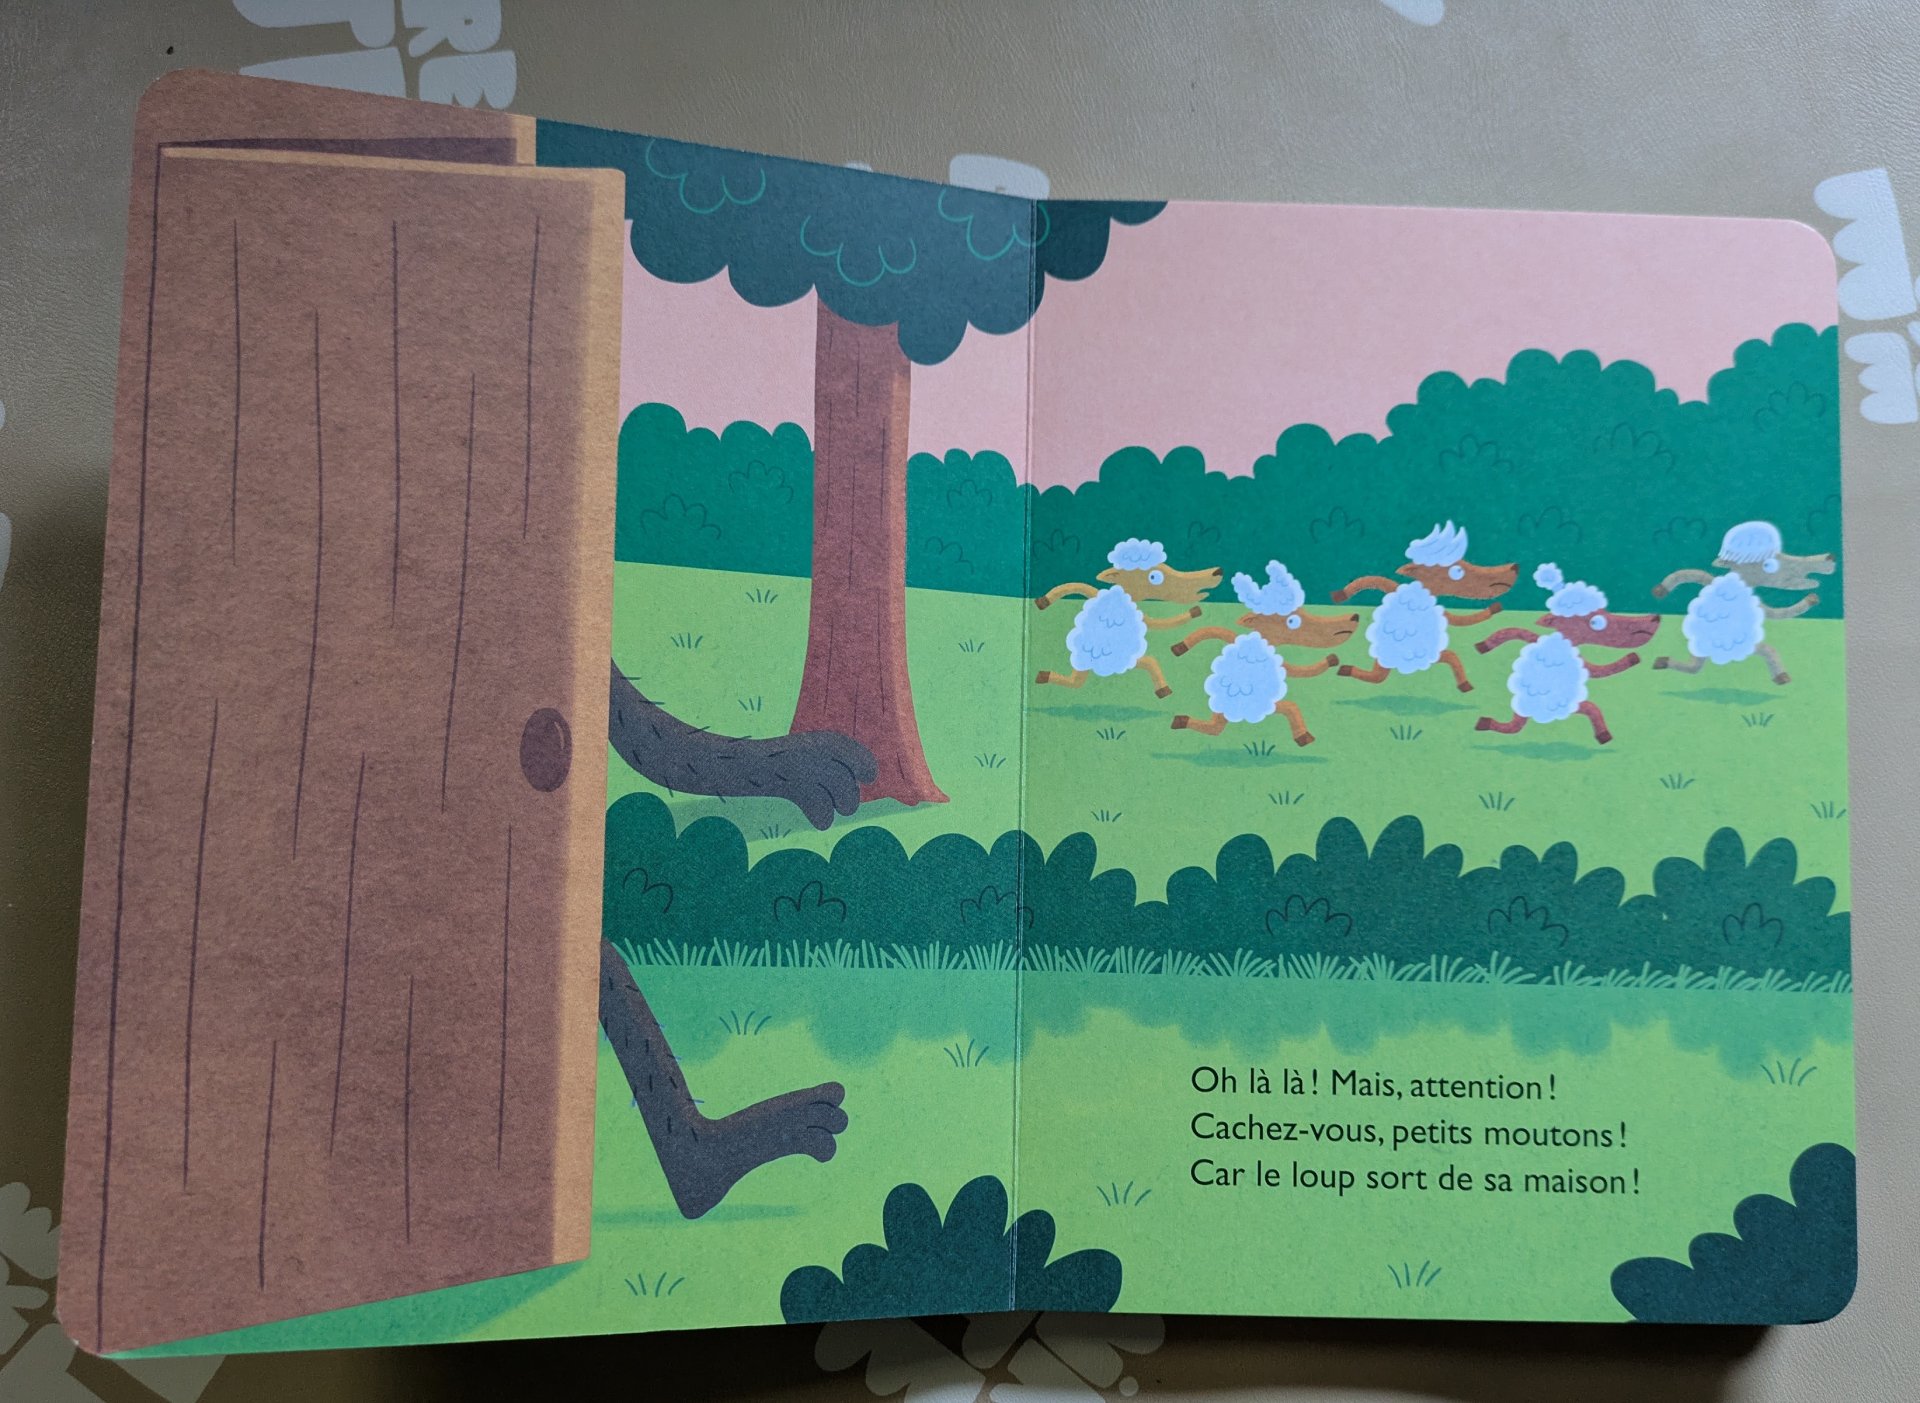 Oh là là ! Mais, attention !
Cachez-vous, petits moutons !
Car le loup sort de sa maison !